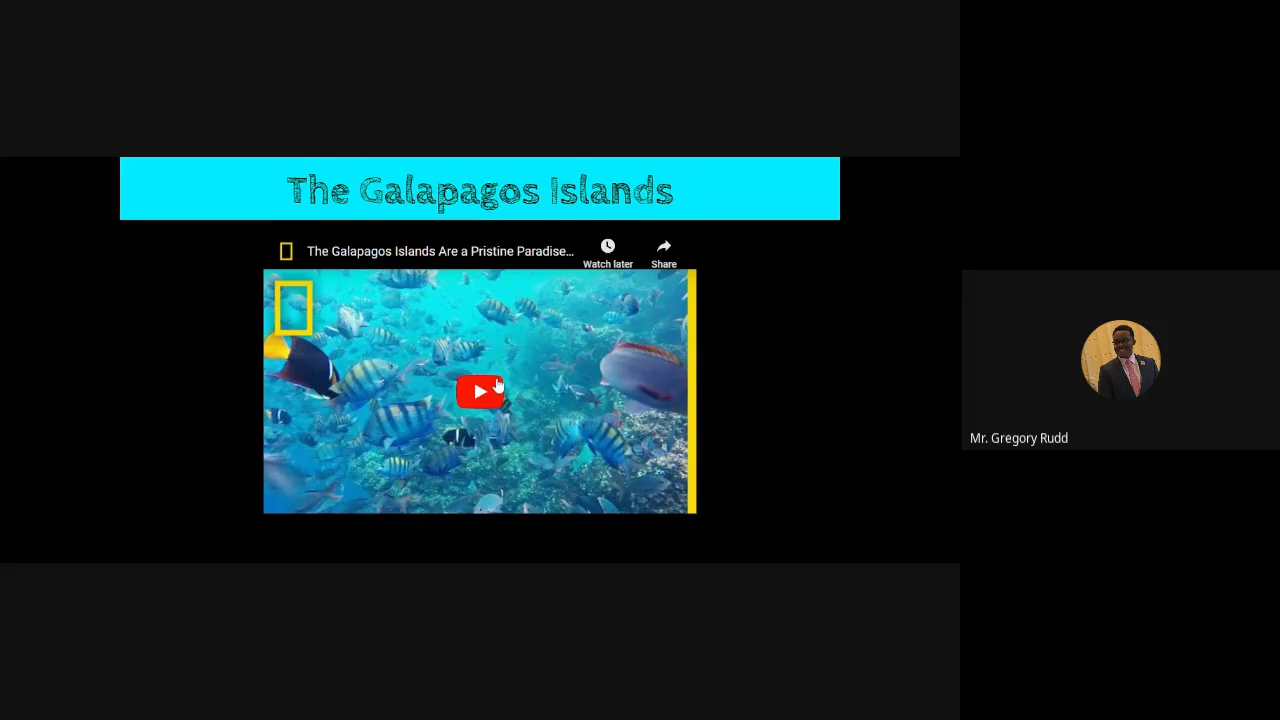 The Galapagos Islands
The Galapagos Islands Are a Pristine Paradise...
Watch later
Share
Mr. Gregory Rudd